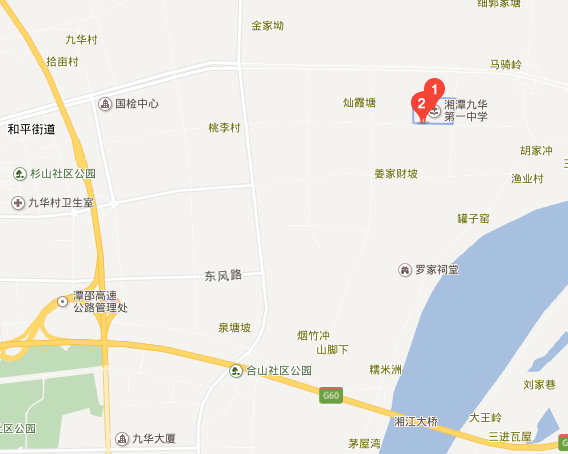 细郭家塘
金家坳
九华村
拾亩村
马骑岭
1
2
国检中心
灿霞塘
湘潭九华
第一中学
和平街道
桃李村
胡家冲
杉山社区公园
姜家财坡
渔业村
九华村卫生室
罐子窑
罗家祠堂
东风路
潭邵高速
公路管理处
泉塘坡
烟竹冲
山脚下
合山社区公园
糯米洲
刘家巷
G60
湘江大桥
大王岭
社区公园
九华大厦
茅屋湾
三进瓦屋